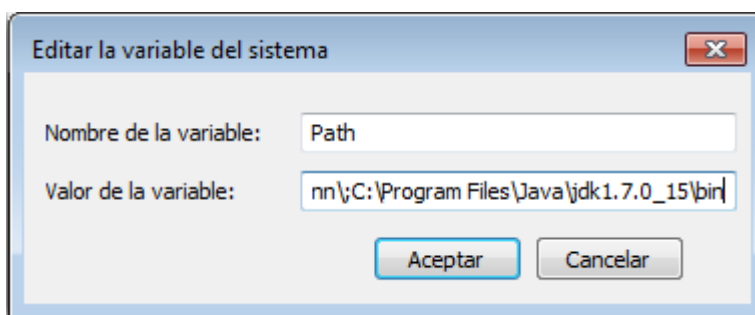 Editar la variable del sistema
Nombre de la variable: Path
Valor de la variable: nn\;C:\Program Files\Java\jdk1.7.0_15\bin
Aceptar Cancelar